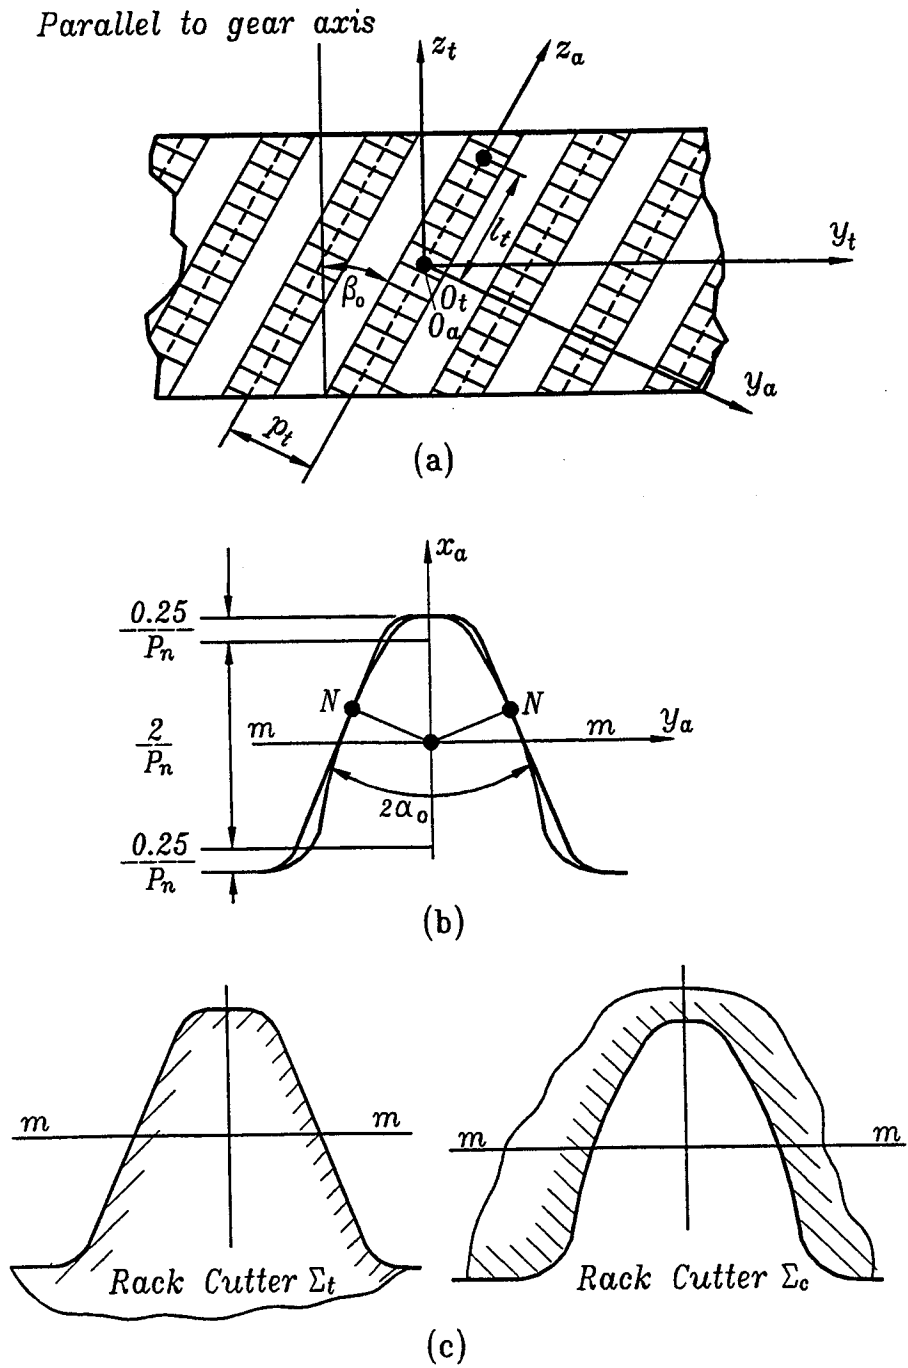 Parallel to gear axis
z_t
z_a
l_t
y_t
β_o
O_t
O_a
y_a
p_t
(a)
x_a
0.25
P_n
N
N
m
m
y_a
2
P_n
2α_o
0.25
P_n
(b)
m
m
m
m
Rack Cutter Σ_t
Rack Cutter Σ_c
(c)